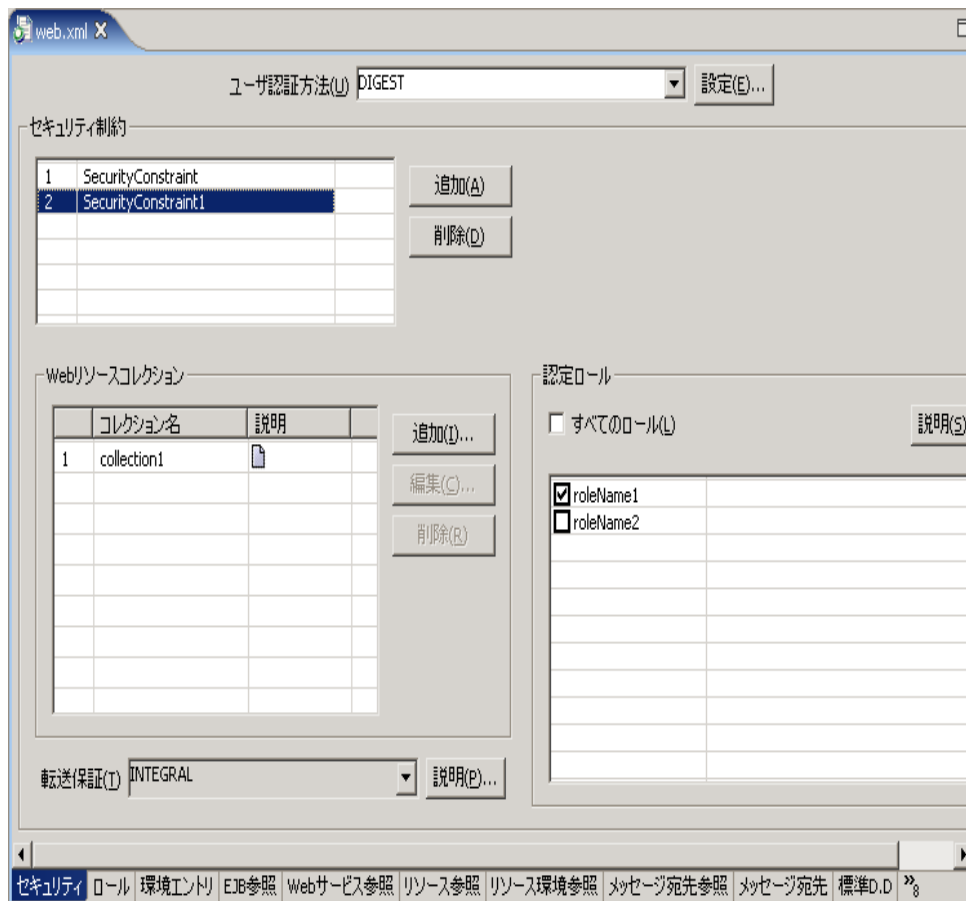 web.xml
ユーザ認証方法(U) DIGEST 設定(E)...
セキュリティ制約
1 SecurityConstraint
2 SecurityConstraint1
追加(A)
削除(D)
Webリソースコレクション
コレクション名 説明
1 collection1
追加(I)...
編集(C)...
削除(R)
認定ロール
すべてのロール(L) 説明(S)
roleName1
roleName2
転送保証(T) INTEGRAL 説明(P)...
セキュリティ ロール 環境エントリ EJB参照 Webサービス参照 リソース参照 リソース環境参照 メッセージ宛先参照 メッセージ宛先 標準D.D »8